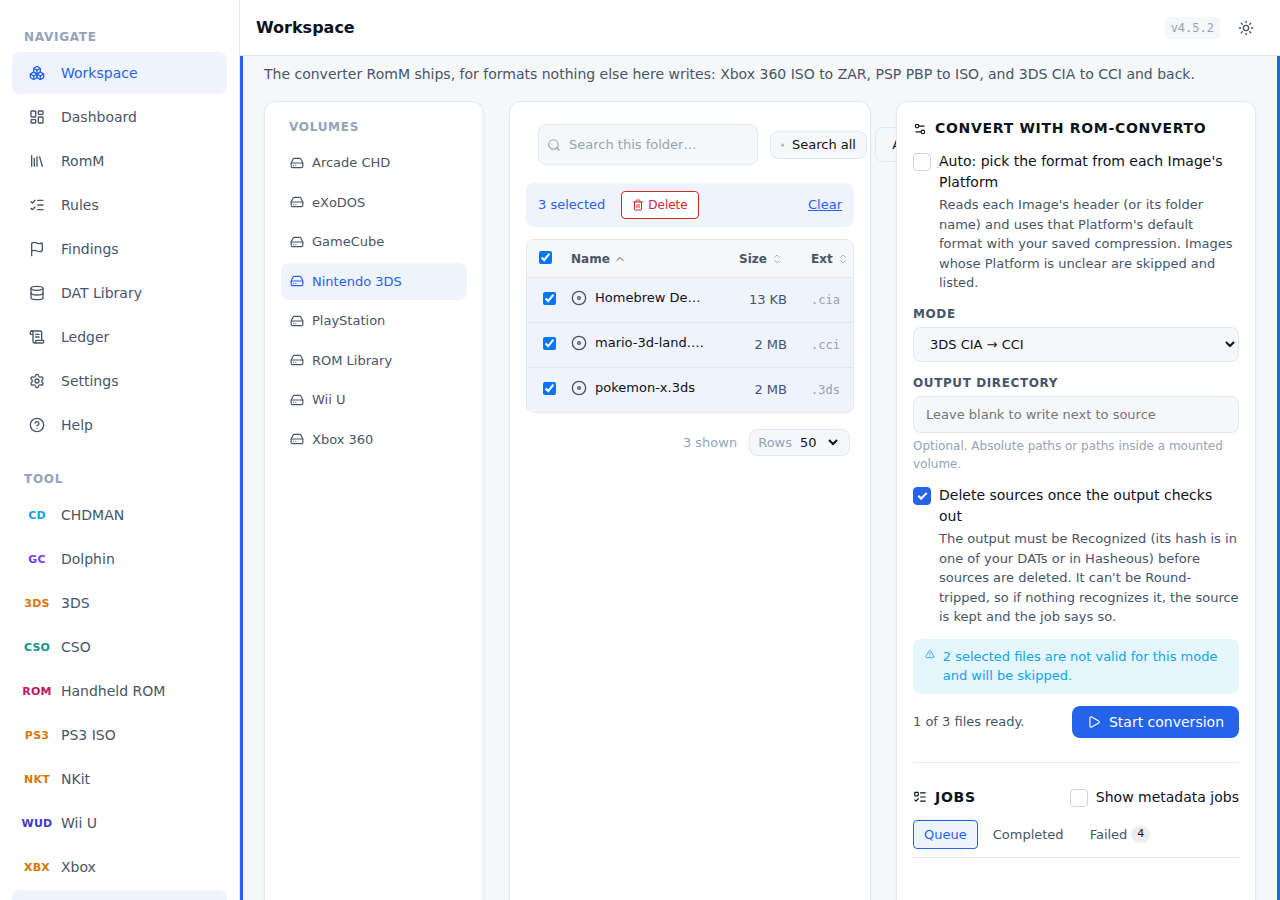 NAVIGATE
Workspace
Dashboard
RomM
Rules
Findings
DAT Library
Ledger
Settings
Help
TOOL
CD CHDMAN
GC Dolphin
3DS 3DS
CSO CSO
ROM Handheld ROM
PS3 PS3 ISO
NKT NKit
WUD Wii U
XBX Xbox
Workspace
v4.5.2
The converter RomM ships, for formats nothing else here writes: Xbox 360 ISO to ZAR, PSP PBP to ISO, and 3DS CIA to CCI and back.
VOLUMES
Arcade CHD
eXoDOS
GameCube
Nintendo 3DS
PlayStation
ROM Library
Wii U
Xbox 360
Search this folder…
Search all
3 selected
Delete
Clear
Name Size Ext
Homebrew De… 13 KB .cia
mario-3d-land.… 2 MB .cci
pokemon-x.3ds 2 MB .3ds
3 shown Rows 50
CONVERT WITH ROM-CONVERTO
Auto: pick the format from each Image's
Platform
Reads each Image's header (or its folder
name) and uses that Platform's default
format with your saved compression. Images
whose Platform is unclear are skipped and
listed.
MODE
3DS CIA → CCI
OUTPUT DIRECTORY
Leave blank to write next to source
Optional. Absolute paths or paths inside a mounted
volume.
Delete sources once the output checks
out
The output must be Recognized (its hash is in
one of your DATs or in Hasheous) before
sources are deleted. It can't be Round-
tripped, so if nothing recognizes it, the source
is kept and the job says so.
2 selected files are not valid for this mode
and will be skipped.
1 of 3 files ready.
Start conversion
JOBS
Show metadata jobs
Queue
Completed
Failed 4